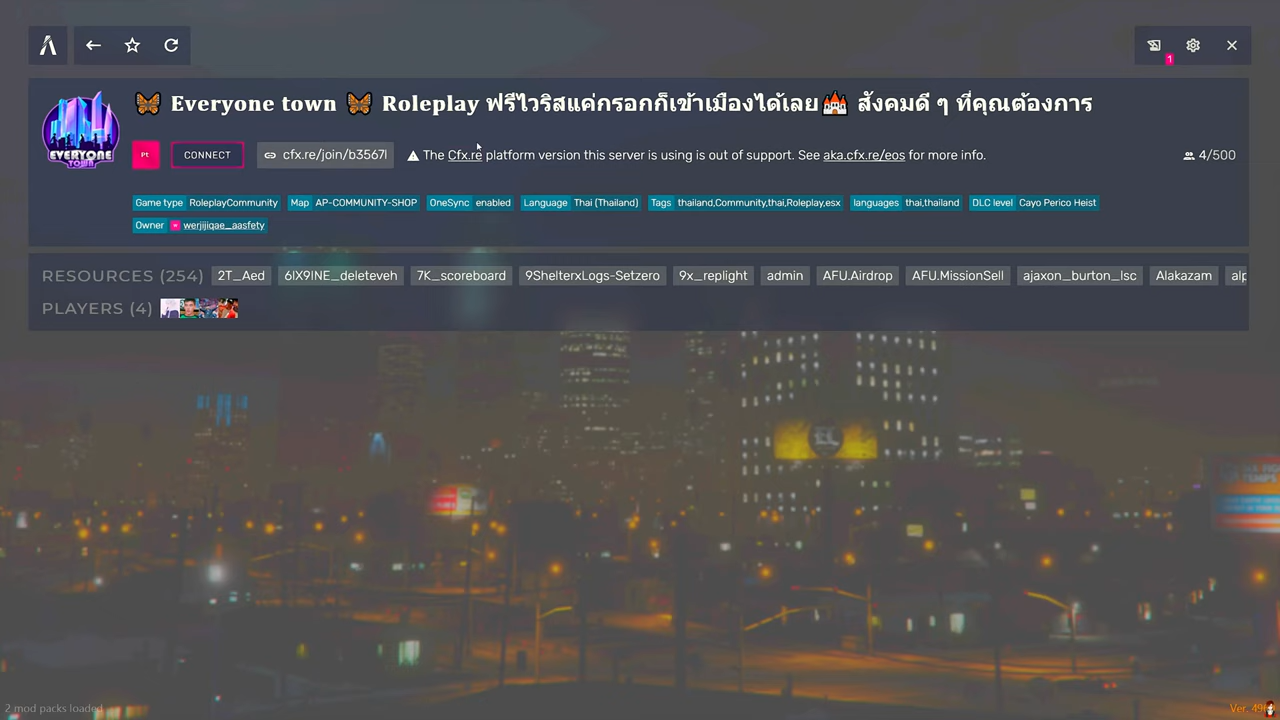 1
🦋 Everyone town 🦋 Roleplay ฟรีไวริสแค่กรอกก็เข้าเมืองได้เลย🏰 สังคมดี ๆ ที่คุณต้องการ
EVERYONE
TOWN
Pt CONNECT cfx.re/join/b3567l The Cfx.re platform version this server is using is out of support. See aka.cfx.re/eos for more info. 4/500
Game type RoleplayCommunity Map AP-COMMUNITY-SHOP OneSync enabled Language Thai (Thailand) Tags thailand,Community,thai,Roleplay,esx languages thai,thailand DLC level Cayo Perico Heist
Owner werjijiqae_aasfety
RESOURCES (254) 2T_Aed 6IX9INE_deleteveh 7K_scoreboard 9ShelterxLogs-Setzero 9x_replight admin AFU.Airdrop AFU.MissionSell ajaxon_burton_lsc Alakazam alp
PLAYERS (4)
2 mod packs loaded
Ver.